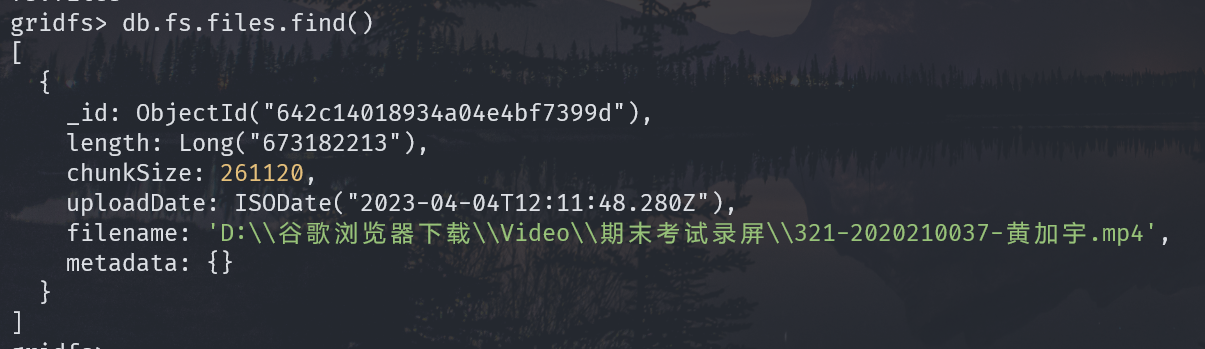 gridfs> db.fs.files.find()
[
  {
    _id: ObjectId("642c14018934a04e4bf7399d"),
    length: Long("673182213"),
    chunkSize: 261120,
    uploadDate: ISODate("2023-04-04T12:11:48.280Z"),
    filename: 'D:\\谷歌浏览器下载\\Video\\期末考试录屏\\321-2020210037-黄加宇.mp4',
    metadata: {}
  }
]
gridfs>